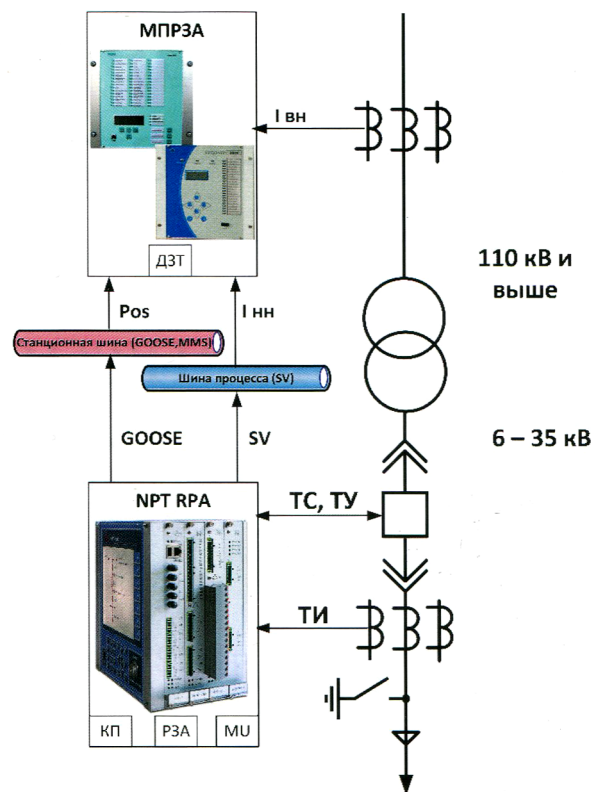 МПРЗА
I вн
ДЗТ
110 кВ и
выше
Pos
I нн
Станционная шина (GOOSE,MMS)
Шина процесса (SV)
GOOSE
SV
6 – 35 кВ
NPT RPA
ТС, ТУ
ТИ
КП
РЗА
MU